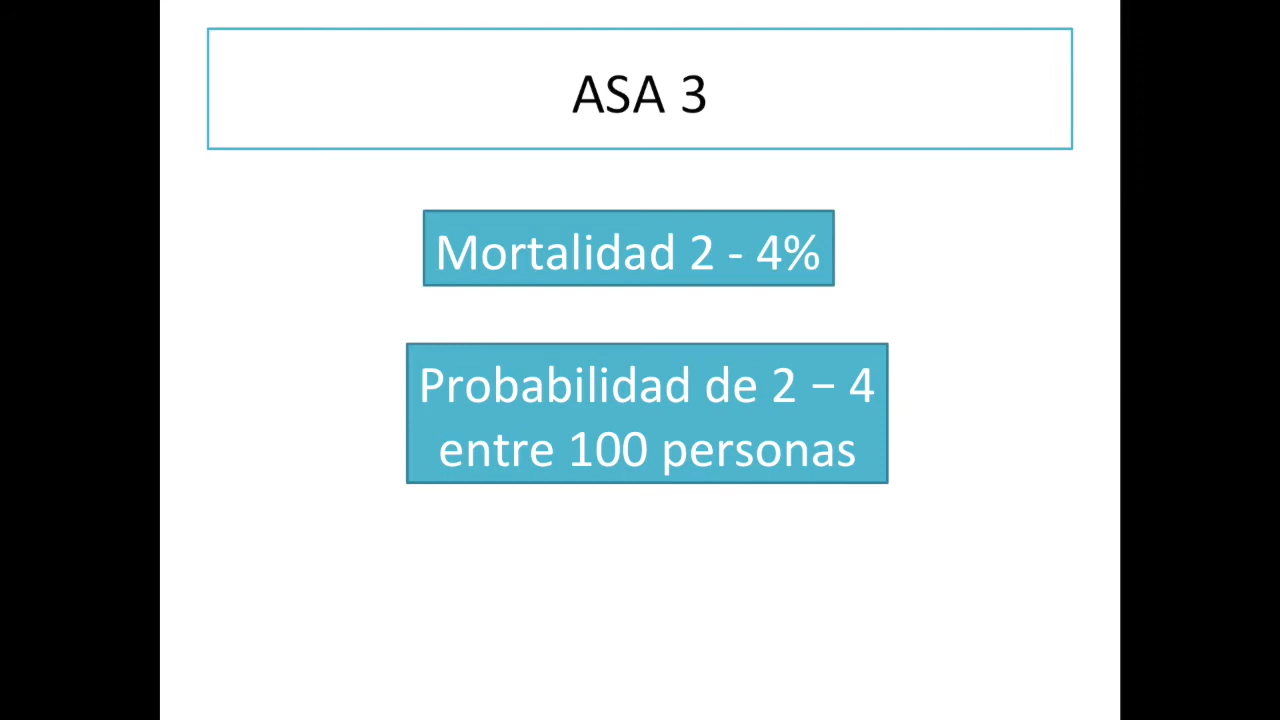 ASA 3
Mortalidad 2 - 4%
Probabilidad de 2 – 4
entre 100 personas